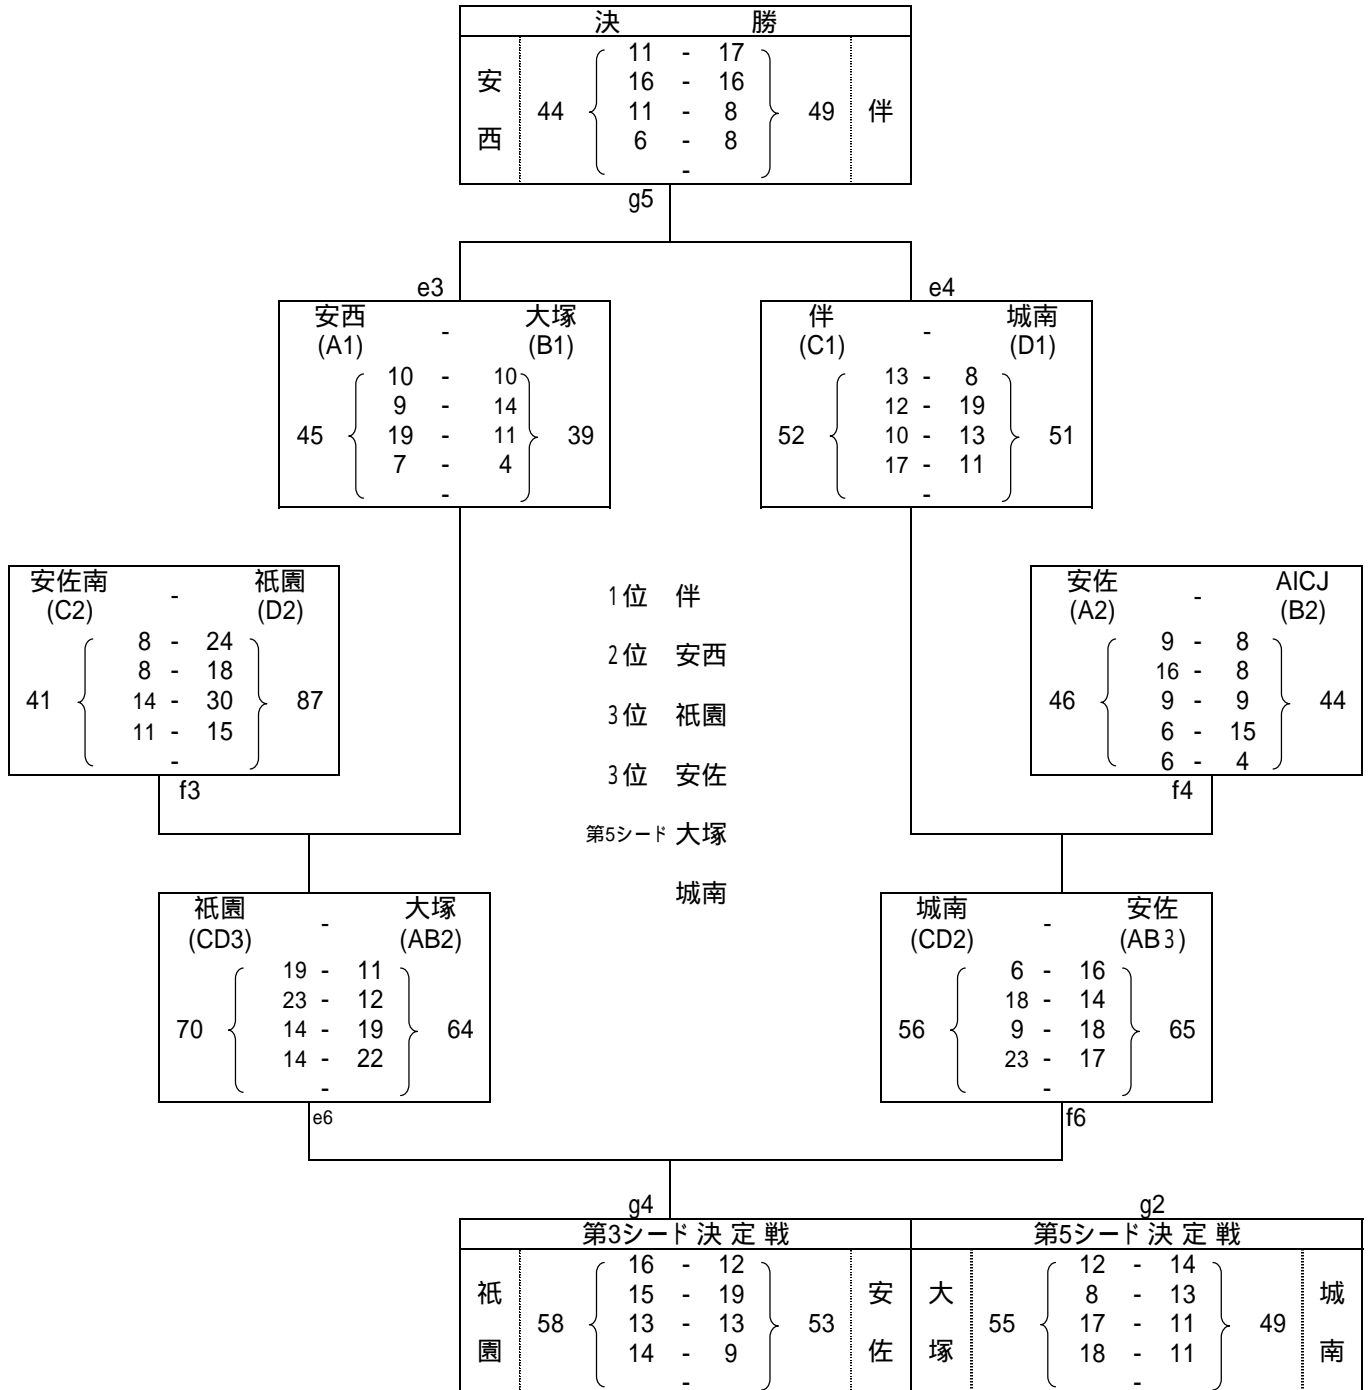 決 勝
安西 44 11 - 17 49 伴
16 - 16
11 - 8
6 - 8
-
g5
e3
e4
安西 - 大塚
(A1) (B1)
10 - 10
9 - 14
45 19 - 11 39
7 - 4
-
伴 - 城南
(C1) (D1)
13 - 8
12 - 19
52 10 - 13 51
17 - 11
-
安佐南 - 祇園
(C2) (D2)
8 - 24
8 - 18
41 14 - 30 87
11 - 15
-
f3
1位 伴
2位 安西
3位 祇園
3位 安佐
第5シード 大塚
城南
安佐 - AICJ
(A2) (B2)
9 - 8
16 - 8
46 9 - 9 44
6 - 15
6 - 4
f4
祇園 - 大塚
(CD3) (AB2)
19 - 11
23 - 12
70 14 - 19 64
14 - 22
-
e6
城南 - 安佐
(CD2) (AB3)
6 - 16
18 - 14
56 9 - 18 65
23 - 17
-
f6
g4
第3シード決定戦
祇園 58 16 - 12 53 安佐
15 - 19
13 - 13
14 - 9
-
g2
第5シード決定戦
大塚 55 12 - 14 49 城南
8 - 13
17 - 11
18 - 11
-